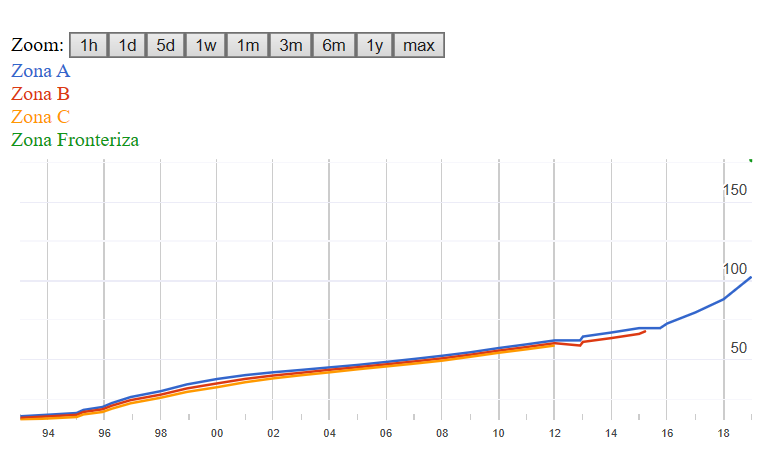 Zoom: 1h 1d 5d 1w 1m 3m 6m 1y max
Zona A
Zona B
Zona C
Zona Fronteriza
150
100
50
94 96 98 00 02 04 06 08 10 12 14 16 18